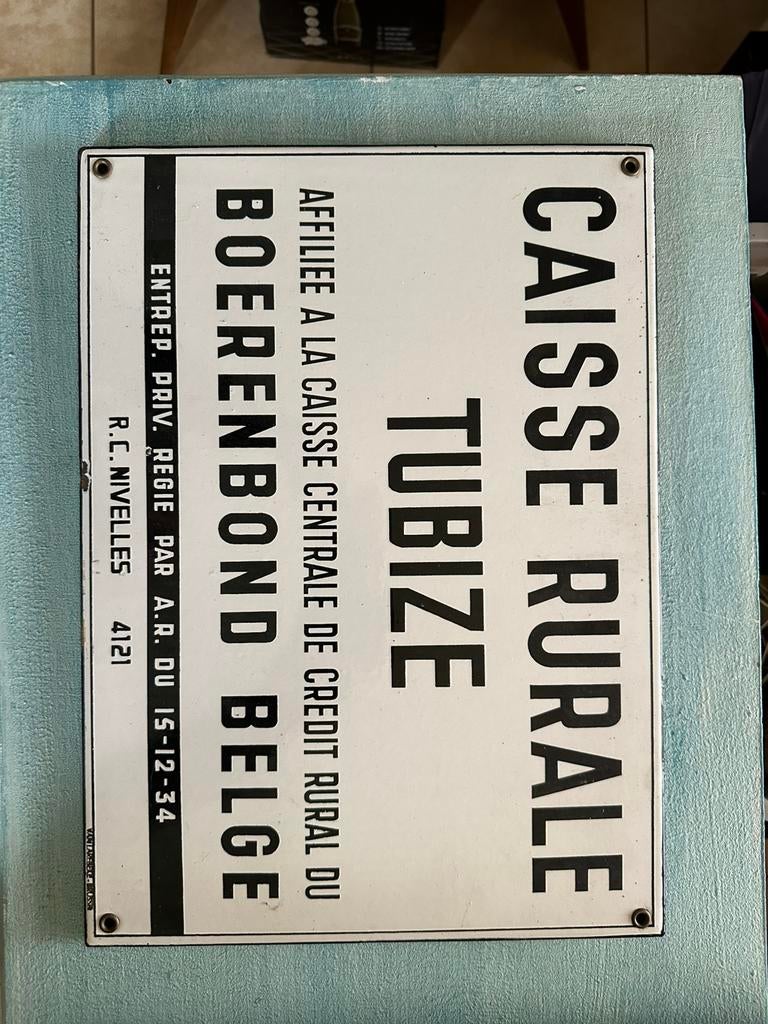 CAISSE RURALE
TUBIZE
AFFILIEE A LA CAISSE CENTRALE DE CREDIT RURAL DU
BOERENBOND BELGE
ENTREP. PRIV. REGIE PAR A.R. DU 15-12-34
R.C. NIVELLES 4121